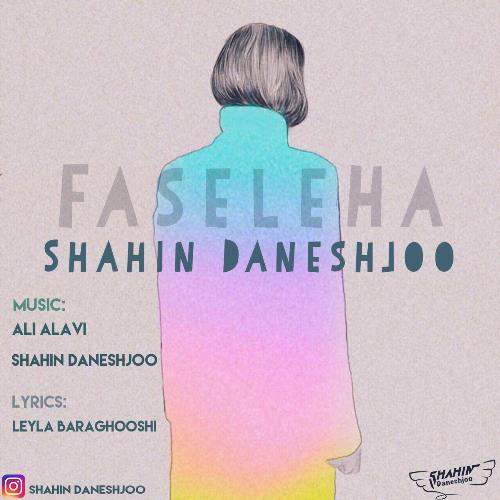 FASELEHA
SHAHIN DANESHJOO
MUSIC:
ALI ALAVI
SHAHIN DANESHJOO
LYRICS:
LEYLA BARAGHOOSHI
SHAHIN DANESHJOO
SHAHIN
Daneshjoo